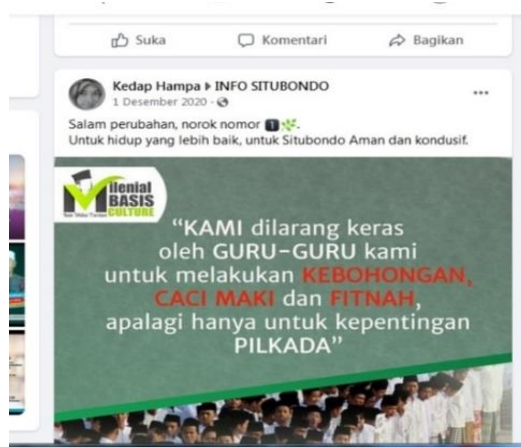 Suka Komentari Bagikan
Kedap Hampa ▸ INFO SITUBONDO
1 Desember 2020 ·
Salam perubahan, norok nomor 1️⃣🌿.
Untuk hidup yang lebih baik, untuk Situbondo Aman dan kondusif.
Milenial
BASIS
CULTURE
“KAMI dilarang keras
oleh GURU-GURU kami
untuk melakukan KEBOHONGAN,
CACI MAKI dan FITNAH,
apalagi hanya untuk kepentingan
PILKADA”